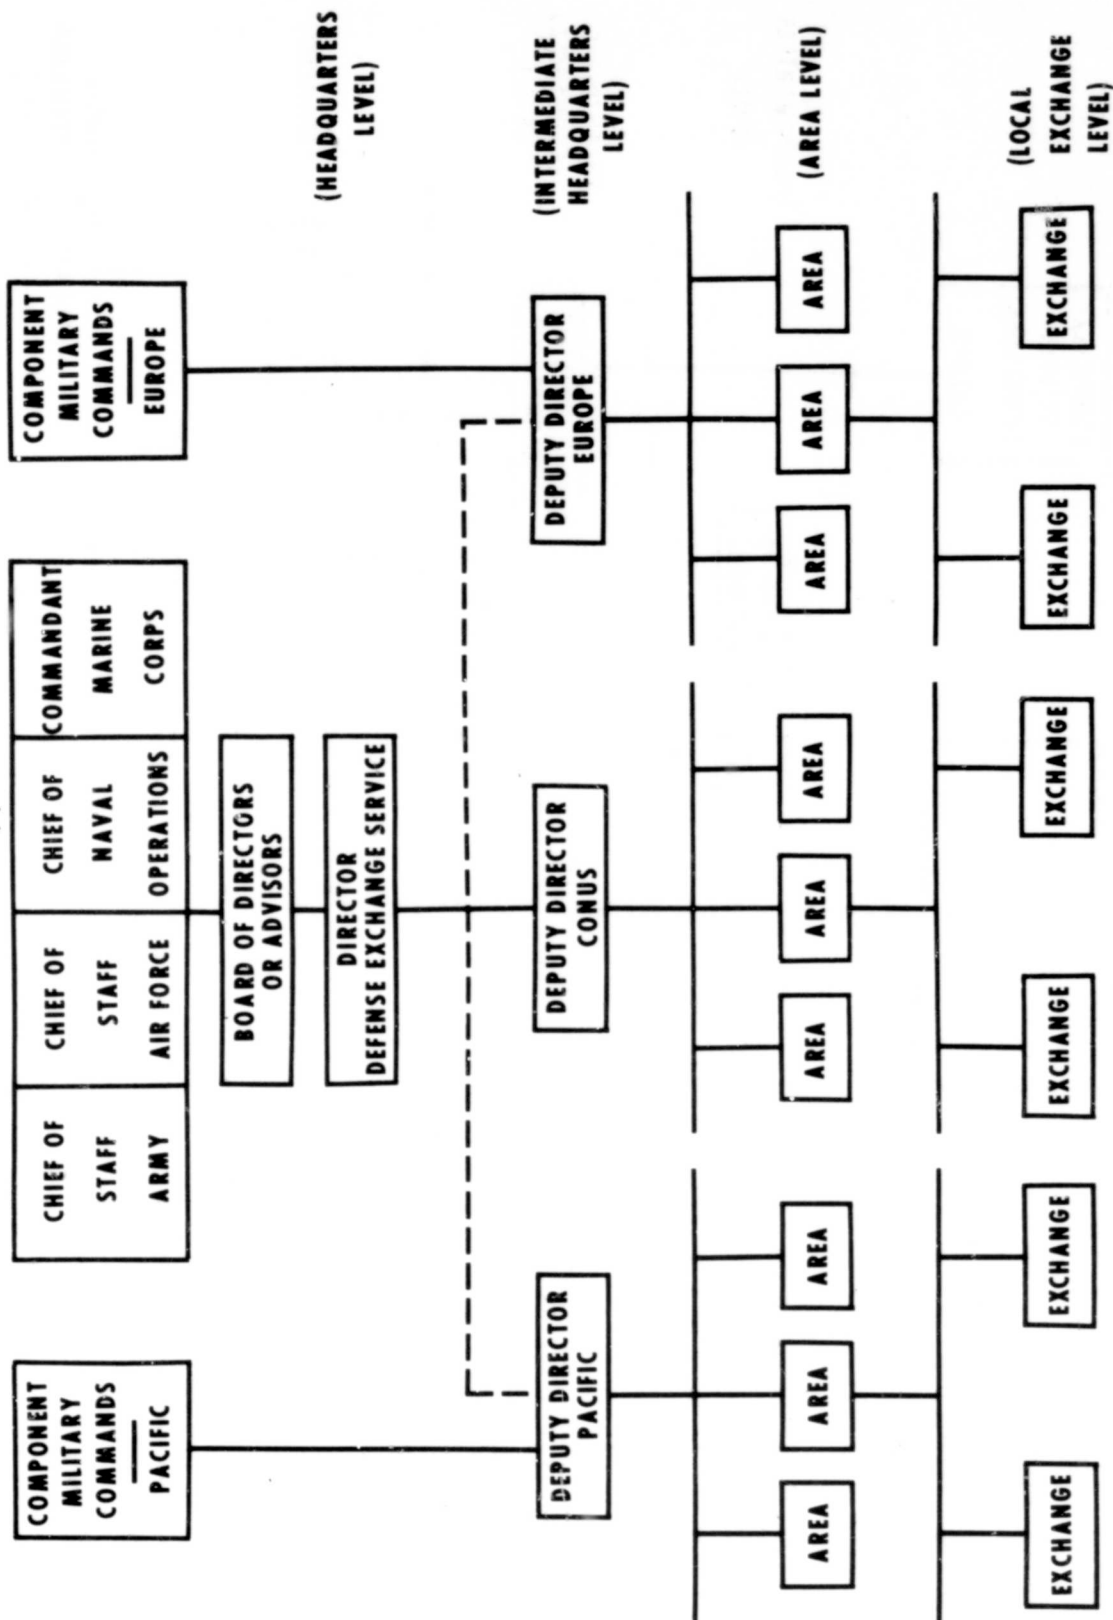 COMPONENT
MILITARY
COMMANDS
PACIFIC
CHIEF OF
STAFF
ARMY
CHIEF OF
STAFF
AIR FORCE
CHIEF OF
NAVAL
OPERATIONS
COMMANDANT
MARINE
CORPS
COMPONENT
MILITARY
COMMANDS
EUROPE
BOARD OF DIRECTORS
OR ADVISORS
DIRECTOR
DEFENSE EXCHANGE SERVICE
(HEADQUARTERS
LEVEL)
DEPUTY DIRECTOR
PACIFIC
DEPUTY DIRECTOR
CONUS
DEPUTY DIRECTOR
EUROPE
(INTERMEDIATE
HEADQUARTERS
LEVEL)
AREA
AREA
AREA
AREA
AREA
AREA
AREA
AREA
AREA
(AREA LEVEL)
EXCHANGE
EXCHANGE
EXCHANGE
EXCHANGE
EXCHANGE
EXCHANGE
(LOCAL
EXCHANGE
LEVEL)